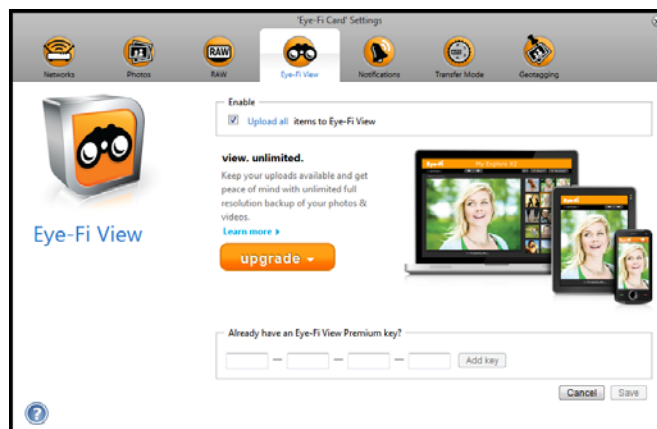 'Eye-Fi Card' Settings
Networks
Photos
RAW
RAW
Eye-Fi View
Notifications
Transfer Mode
Geotagging
Enable
Upload all items to Eye-Fi View
view. unlimited.
Keep your uploads available and get
peace of mind with unlimited full
resolution backup of your photos &
videos.
Learn more
upgrade
Eye-Fi View
Already have an Eye-Fi View Premium key?
Add key
Cancel
Save